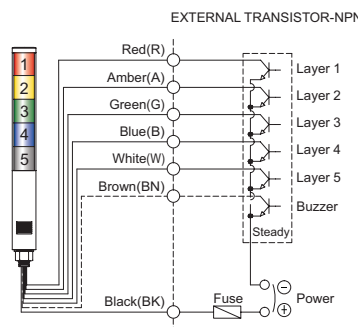 EXTERNAL TRANSISTOR-NPN
Red(R)
Layer 1
Amber(A)
Layer 2
Green(G)
Layer 3
Blue(B)
Layer 4
White(W)
Layer 5
Brown(BN)
Buzzer
Steady
1
2
3
4
5
Black(BK)
Fuse
Power